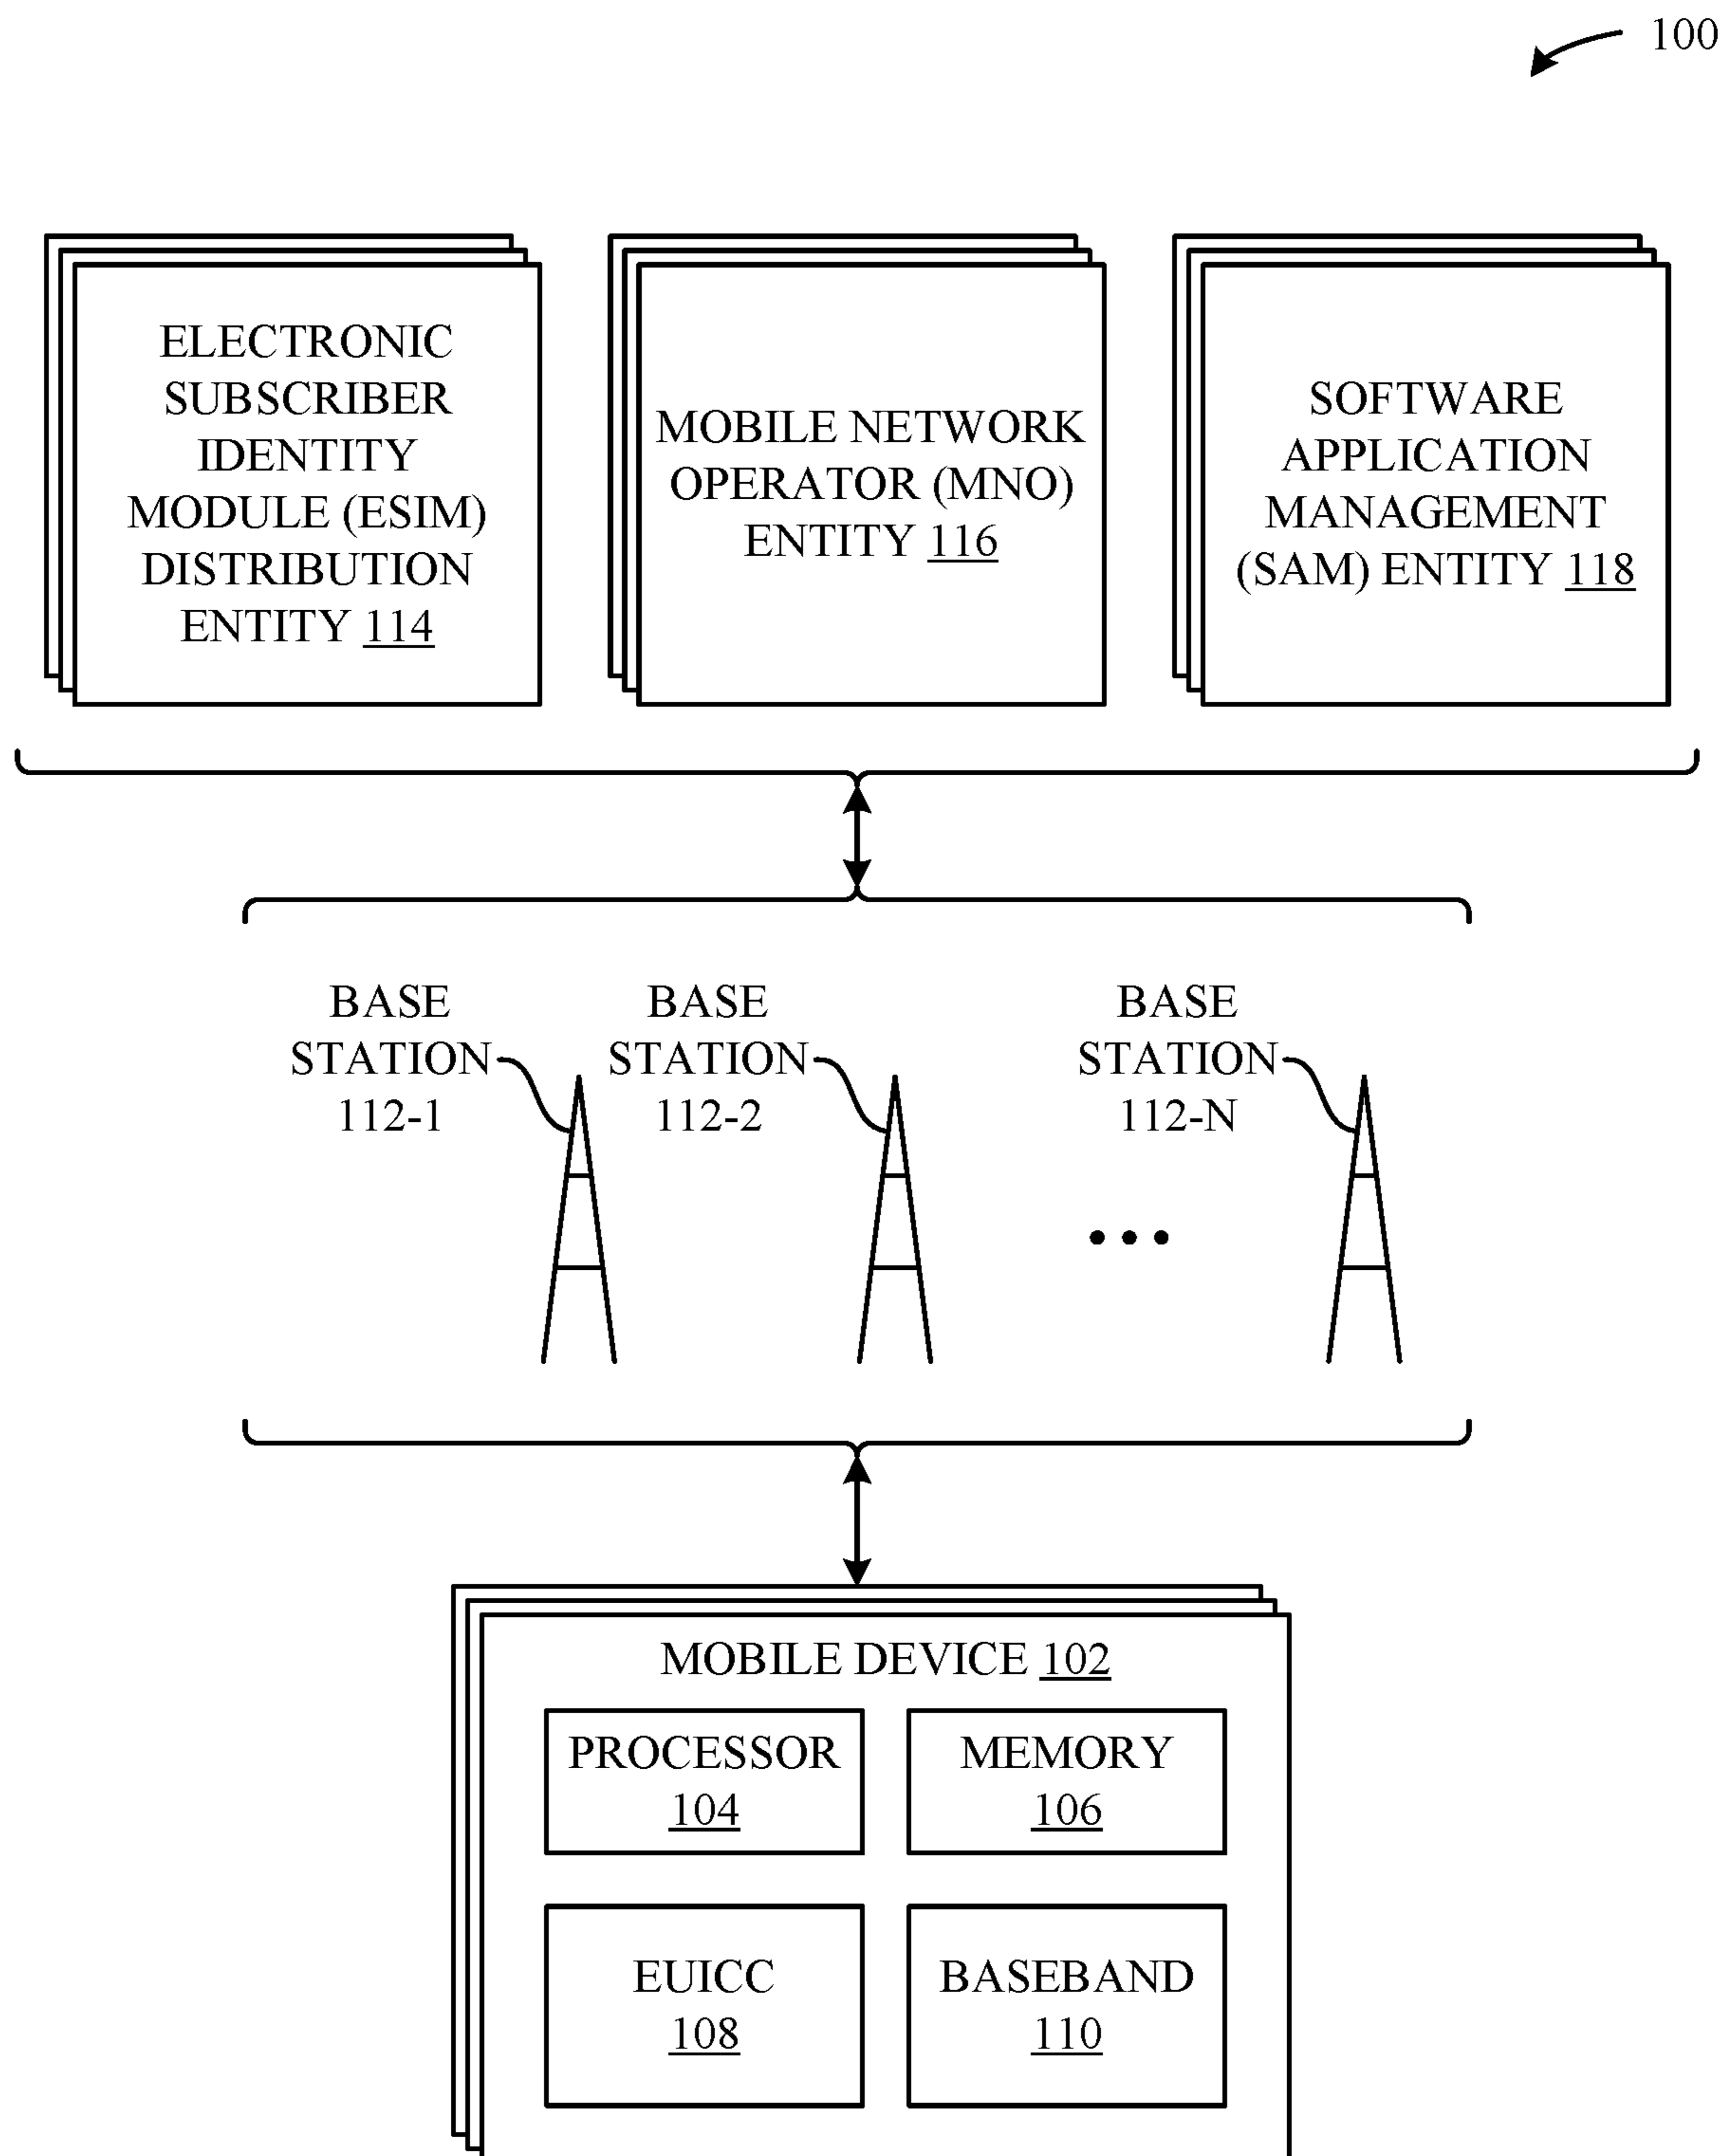 100
ELECTRONIC
SUBSCRIBER
IDENTITY
MODULE (ESIM)
DISTRIBUTION
ENTITY 114
MOBILE NETWORK
OPERATOR (MNO)
ENTITY 116
SOFTWARE
APPLICATION
MANAGEMENT
(SAM) ENTITY 118
BASE
STATION
112-1
BASE
STATION
112-2
BASE
STATION
112-N
MOBILE DEVICE 102
PROCESSOR
104
MEMORY
106
EUICC
108
BASEBAND
110